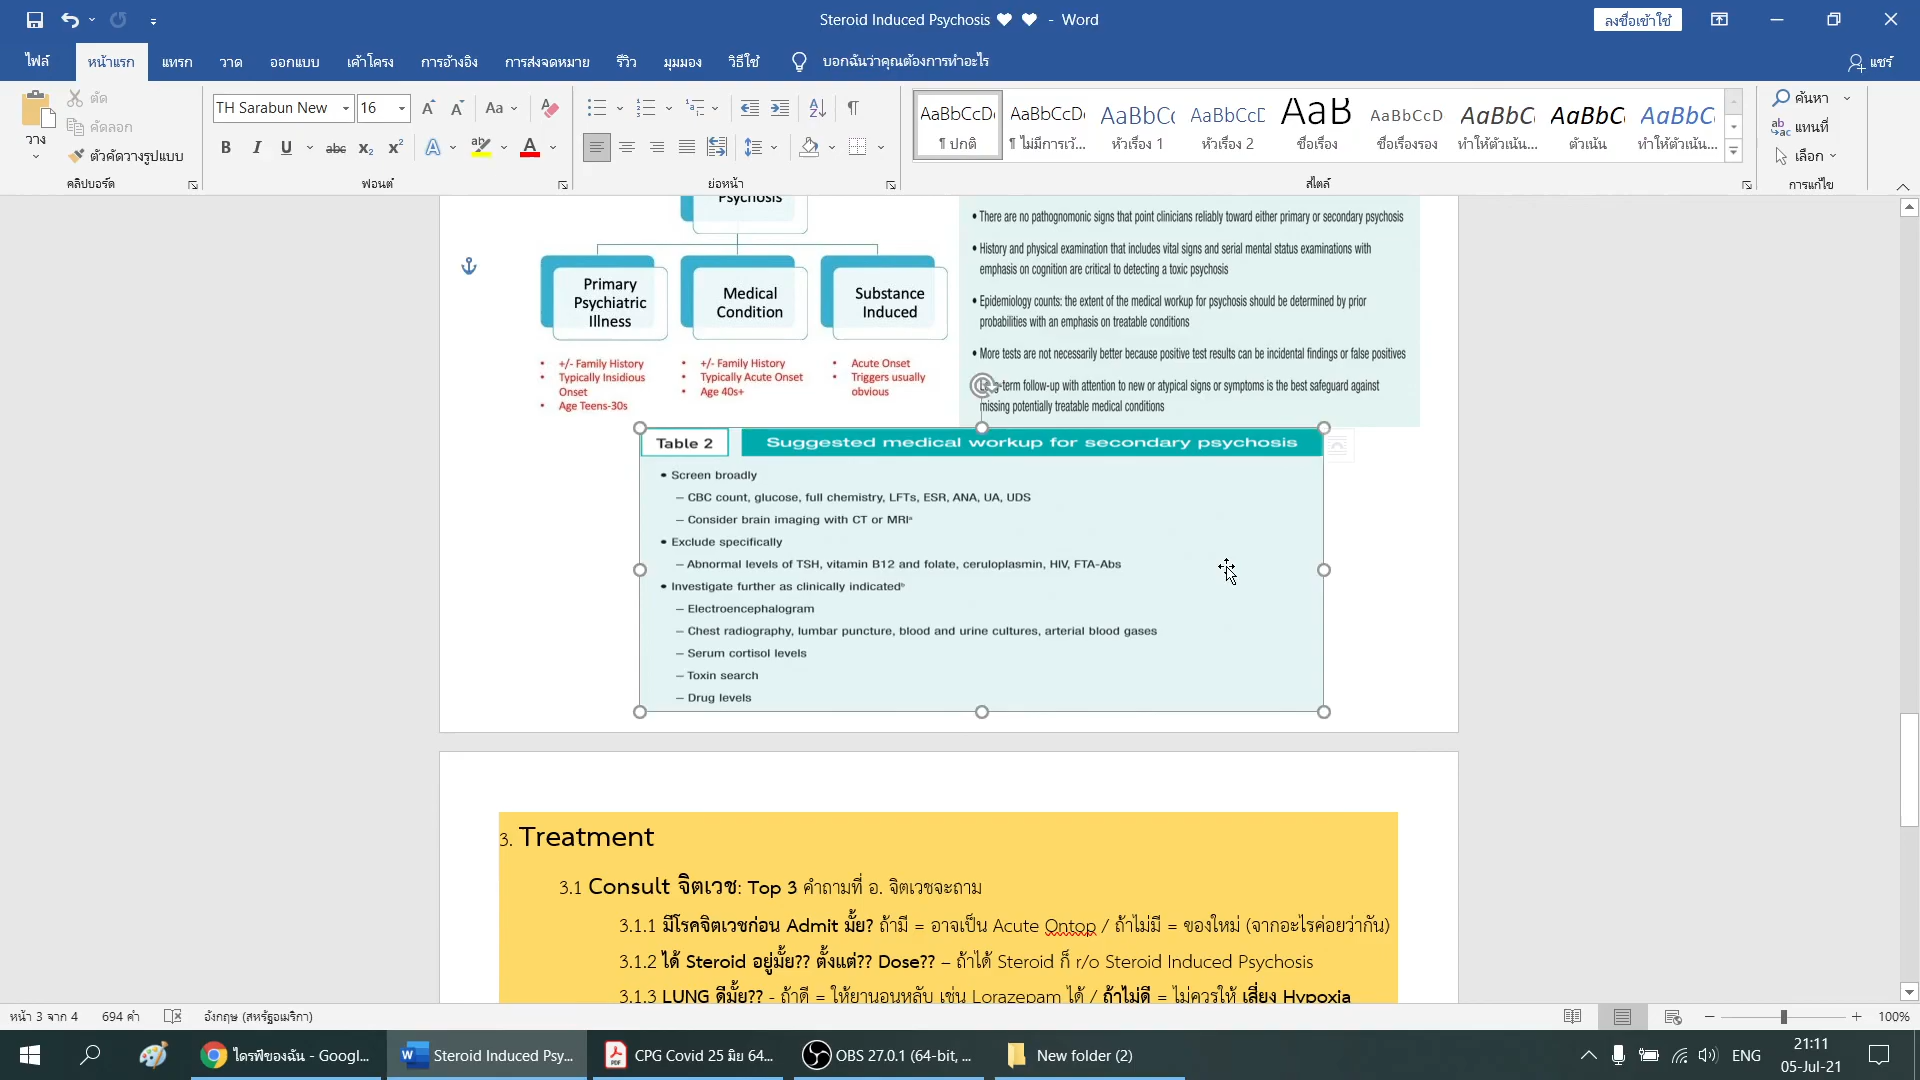 Steroid Induced Psychosis ♥ ♥ - Word
ลงชื่อเข้าใช้
ไฟล์ หน้าแรก แทรก วาด ออกแบบ เค้าโครง การอ้างอิง การส่งจดหมาย รีวิว มุมมอง วิธีใช้ บอกฉันว่าคุณต้องการทำอะไร แชร์
วาง
ตัด
คัดลอก
ตัวคัดวางรูปแบบ
คลิปบอร์ด
TH Sarabun New 16
ฟอนต์
ย่อหน้า
AaBbCcDi AaBbCcDc AaBbCc AaBbCcD AaB AaBbCcD AaBbC AaBbC AaBbC
¶ ปกติ ¶ ไม่มีการเว้... หัวเรื่อง 1 หัวเรื่อง 2 ชื่อเรื่อง ชื่อเรื่องรอง ทำให้ตัวเน้น... ตัวเน้น ทำให้ตัวเน้น...
สไตล์
ค้นหา
แทนที่
เลือก
การแก้ไข
Psychosis
Primary
Psychiatric
Illness
Medical
Condition
Substance
Induced
• +/- Family History
• Typically Insidious
Onset
• Age Teens-30s
• +/- Family History
• Typically Acute Onset
• Age 40s+
• Acute Onset
• Triggers usually
obvious
• There are no pathognomonic signs that point clinicians reliably toward either primary or secondary psychosis
• History and physical examination that includes vital signs and serial mental status examinations with
emphasis on cognition are critical to detecting a toxic psychosis
• Epidemiology counts: the extent of the medical workup for psychosis should be determined by prior
probabilities with an emphasis on treatable conditions
• More tests are not necessarily better because positive test results can be incidental findings or false positives
-term follow-up with attention to new or atypical signs or symptoms is the best safeguard against
missing potentially treatable medical conditions
Table 2 Suggested medical workup for secondary psychosis
• Screen broadly
– CBC count, glucose, full chemistry, LFTs, ESR, ANA, UA, UDS
– Consider brain imaging with CT or MRIᵃ
• Exclude specifically
– Abnormal levels of TSH, vitamin B12 and folate, ceruloplasmin, HIV, FTA-Abs
• Investigate further as clinically indicatedᵇ
– Electroencephalogram
– Chest radiography, lumbar puncture, blood and urine cultures, arterial blood gases
– Serum cortisol levels
– Toxin search
– Drug levels
3. Treatment
3.1 Consult จิตเวช: Top 3 คำถามที่ อ. จิตเวชจะถาม
3.1.1 มีโรคจิตเวชก่อน Admit มั้ย? ถ้ามี = อาจเป็น Acute Ontop / ถ้าไม่มี = ของใหม่ (จากอะไรค่อยว่ากัน)
3.1.2 ได้ Steroid อยู่มั้ย?? ตั้งแต่?? Dose?? – ถ้าได้ Steroid ก็ r/o Steroid Induced Psychosis
3.1.3 LUNG ดีมั้ย?? - ถ้าดี = ให้ยานอนหลับ เช่น Lorazepam ได้ / ถ้าไม่ดี = ไม่ควรให้ เสี่ยง Hypoxia
หน้า 3 จาก 4 694 คำ อังกฤษ (สหรัฐอเมริกา) 100%
ไดรฟ์ของฉัน - Googl... Steroid Induced Psy... CPG Covid 25 มิย 64... OBS 27.0.1 (64-bit, ... New folder (2) ENG
21:11
05-Jul-21